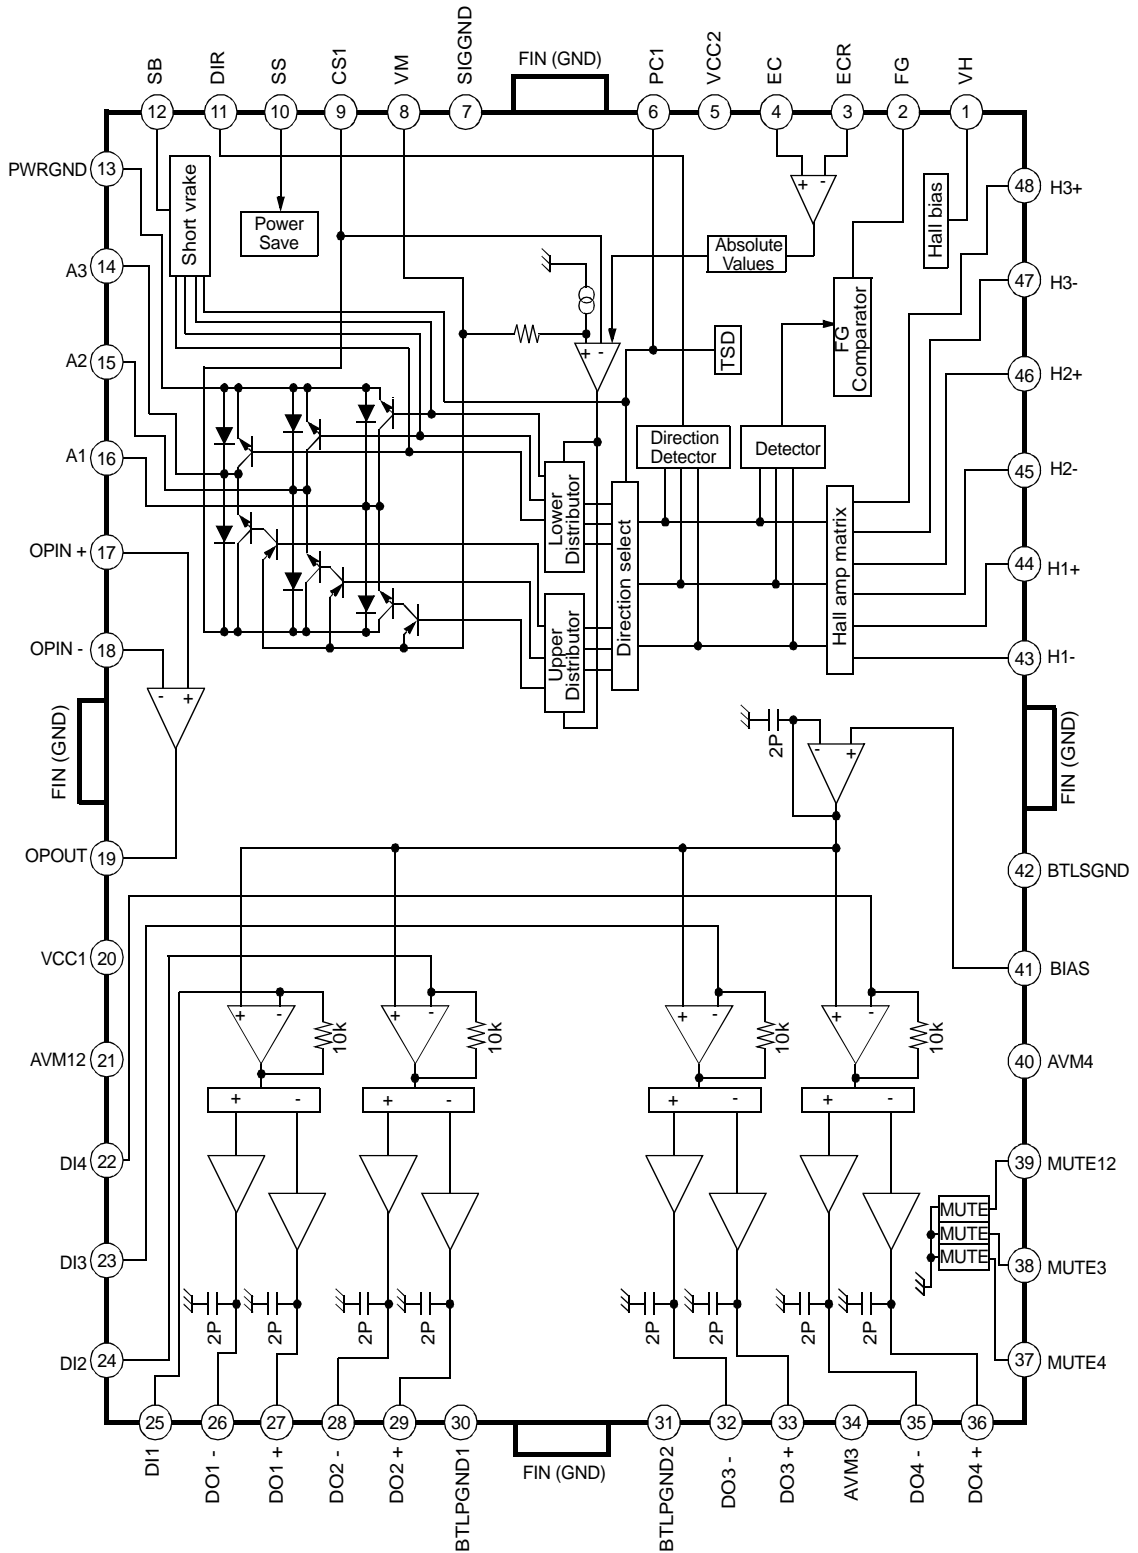 SB
DIR
SS
CS1
VM
SIGGND
FIN (GND)
PC1
VCC2
EC
ECR
FG
VH
12
11
10
9
8
7
6
5
4
3
2
1
PWRGND 13
A3 14
A2 15
A1 16
OPIN + 17
OPIN - 18
FIN (GND)
OPOUT 19
VCC1 20
AVM12 21
DI4 22
DI3 23
DI2 24
Short vrake
Power
Save
+ -
Absolute
Values
Hall bias
FG
Comparator
+ -
TSD
Direction
Detector
Detector
Lower
Distributor
Upper
Distributor
Direction select
Hall amp matrix
- +
2P
- +
+ -
10k
+ -
10k
+ -
10k
+ -
10k
+ -
+ -
+ -
+ -
2P
2P
2P
2P
2P
2P
2P
2P
MUTE
MUTE
MUTE
48 H3+
47 H3-
46 H2+
45 H2-
44 H1+
43 H1-
FIN (GND)
42 BTLSGND
41 BIAS
40 AVM4
39 MUTE12
38 MUTE3
37 MUTE4
25
26
27
28
29
30
31
32
33
34
35
36
DI1
DO1 -
DO1 +
DO2 -
DO2 +
BTLPGND1
FIN (GND)
BTLPGND2
DO3 -
DO3 +
AVM3
DO4 -
DO4 +